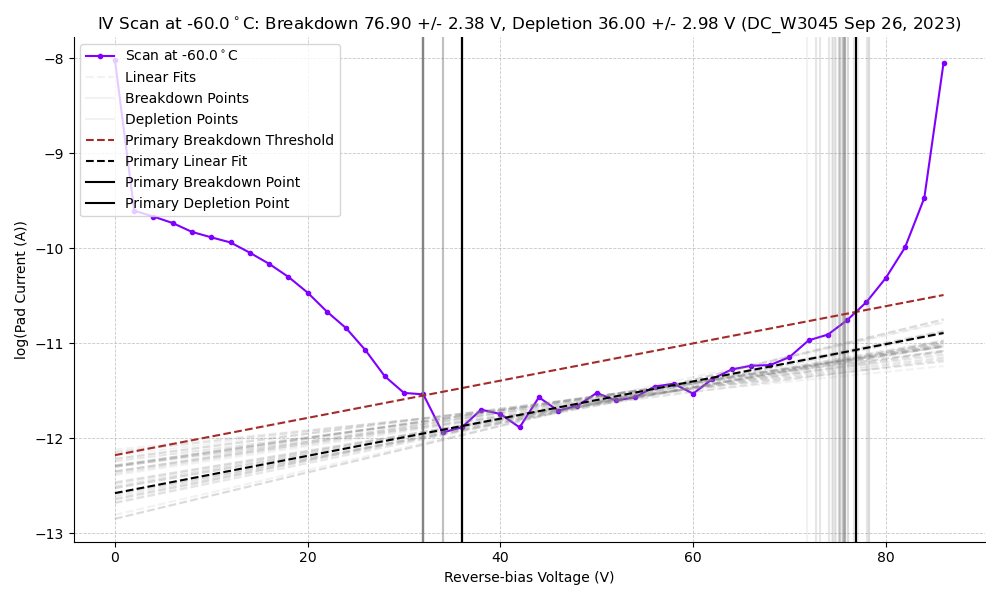 IV Scan at -60.0°C: Breakdown 76.90 +/- 2.38 V, Depletion 36.00 +/- 2.98 V (DC_W3045 Sep 26, 2023)
Scan at -60.0°C
Linear Fits
Breakdown Points
Depletion Points
Primary Breakdown Threshold
Primary Linear Fit
Primary Breakdown Point
Primary Depletion Point
log(Pad Current (A))
−8
−9
−10
−11
−12
−13
0 20 40 60 80
Reverse-bias Voltage (V)